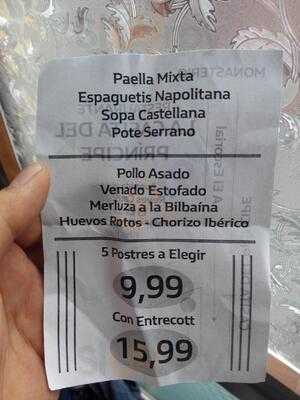 Paella Mixta
Espaguetis Napolitana
Sopa Castellana
Pote Serrano
Pollo Asado
Venado Estofado
Merluza a la Bilbaína
Huevos Rotos - Chorizo Ibérico
5 Postres a Elegir
9,99
Con Entrecott
15,99